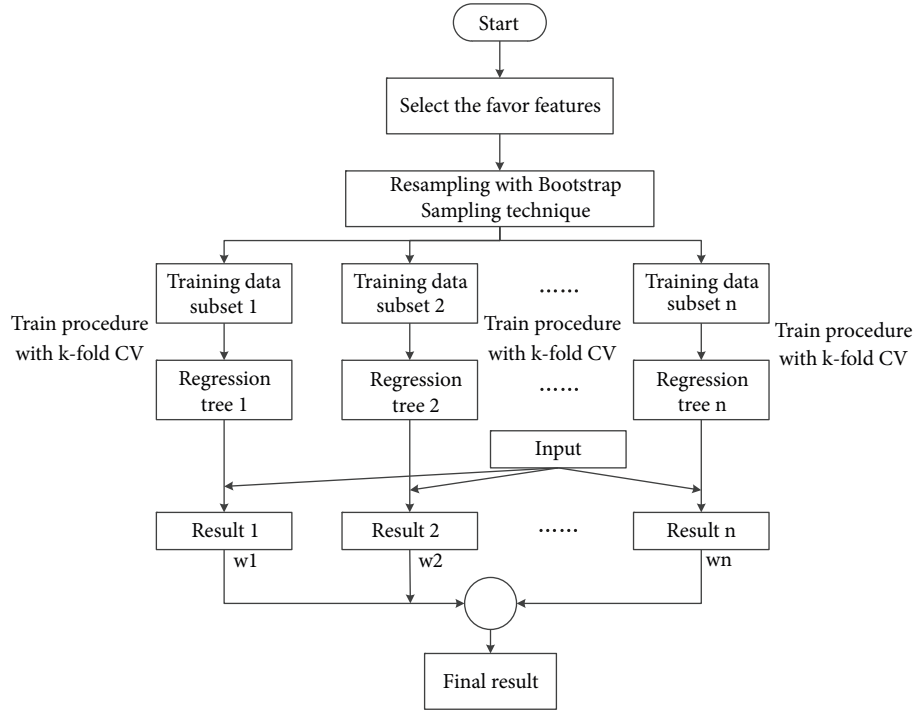 Start
Select the favor features
Resampling with Bootstrap
Sampling technique
Training data
subset 1
Training data
subset 2
......
Training data
subset n
Train procedure
with k-fold CV
Train procedure
with k-fold CV
Train procedure
with k-fold CV
Regression
tree 1
Regression
tree 2
......
Regression
tree n
Input
Result 1
Result 2
......
Result n
w1
w2
wn
Final result